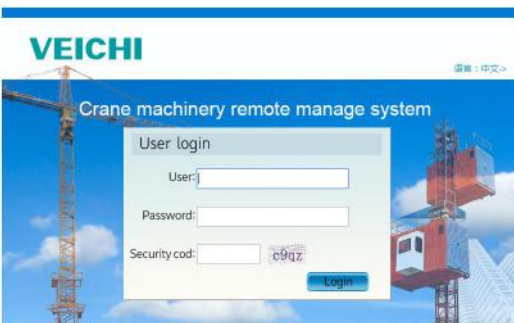 VEICHI
语言：中文->
Crane machinery remote manage system
User login
User:
Password:
Security cod:
c9qz
Login